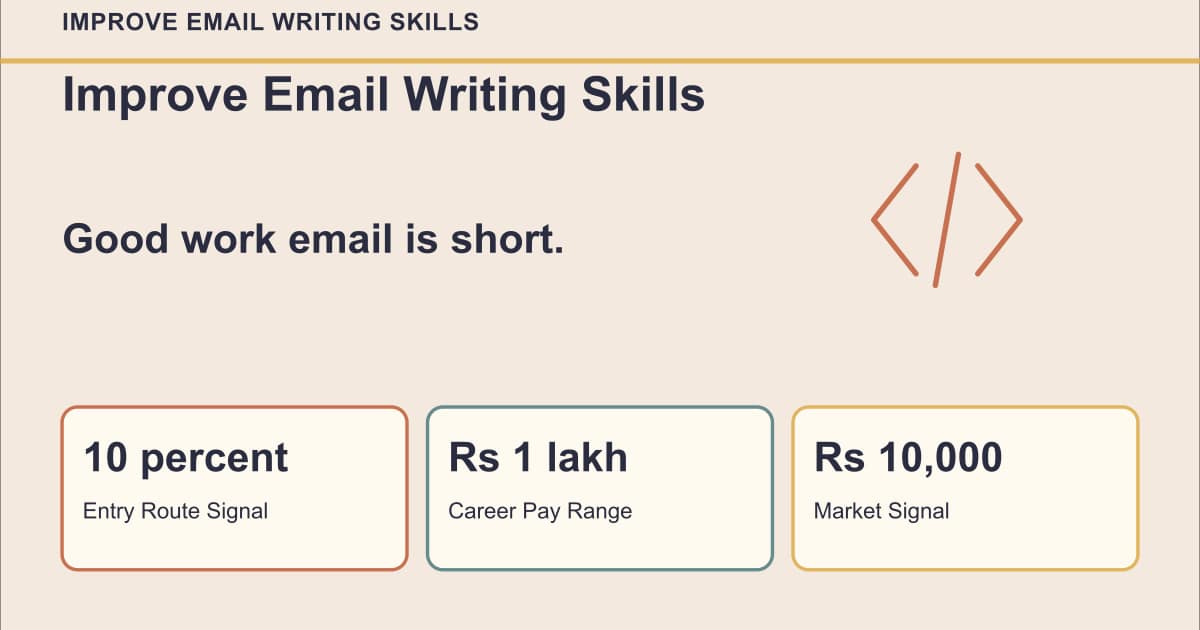 IMPROVE EMAIL WRITING SKILLS
Improve Email Writing Skills
Good work email is short.
10 percent
Entry Route Signal
Rs 1 lakh
Career Pay Range
Rs 10,000
Market Signal